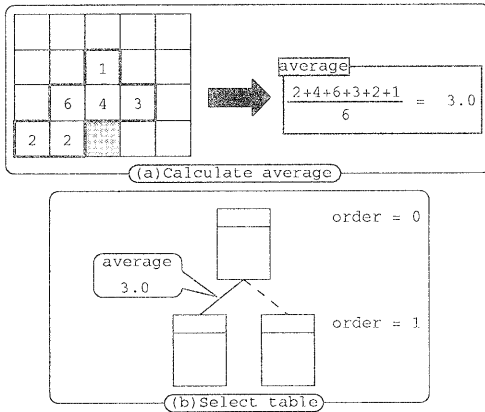 1
6 4 3
2 2
average
2+4+6+3+2+1
6
= 3.0
(a)Calculate average
order = 0
average
3.0
order = 1
(b)Select table